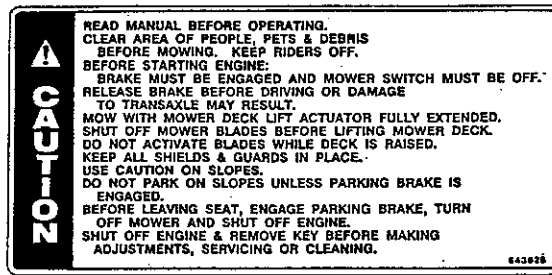 CAUTION
READ MANUAL BEFORE OPERATING.
CLEAR AREA OF PEOPLE, PETS & DEBRIS
BEFORE MOWING. KEEP RIDERS OFF.
BEFORE STARTING ENGINE:
BRAKE MUST BE ENGAGED AND MOWER SWITCH MUST BE OFF.
RELEASE BRAKE BEFORE DRIVING OR DAMAGE
TO TRANSAXLE MAY RESULT.
MOW WITH MOWER DECK LIFT ACTUATOR FULLY EXTENDED.
SHUT OFF MOWER BLADES BEFORE LIFTING MOWER DECK.
DO NOT ACTIVATE BLADES WHILE DECK IS RAISED.
KEEP ALL SHIELDS & GUARDS IN PLACE.
USE CAUTION ON SLOPES.
DO NOT PARK ON SLOPES UNLESS PARKING BRAKE IS
ENGAGED.
BEFORE LEAVING SEAT, ENGAGE PARKING BRAKE, TURN
OFF MOWER AND SHUT OFF ENGINE.
SHUT OFF ENGINE & REMOVE KEY BEFORE MAKING
ADJUSTMENTS, SERVICING OR CLEANING.